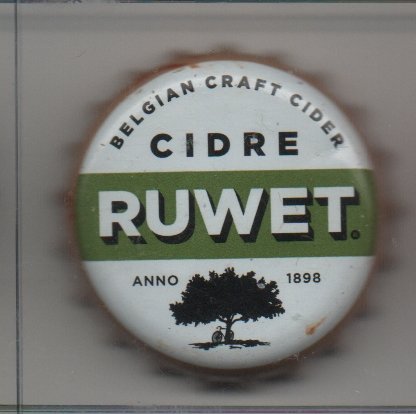 BELGIAN CRAFT CIDER
CIDRE
RUWET®
ANNO 1898